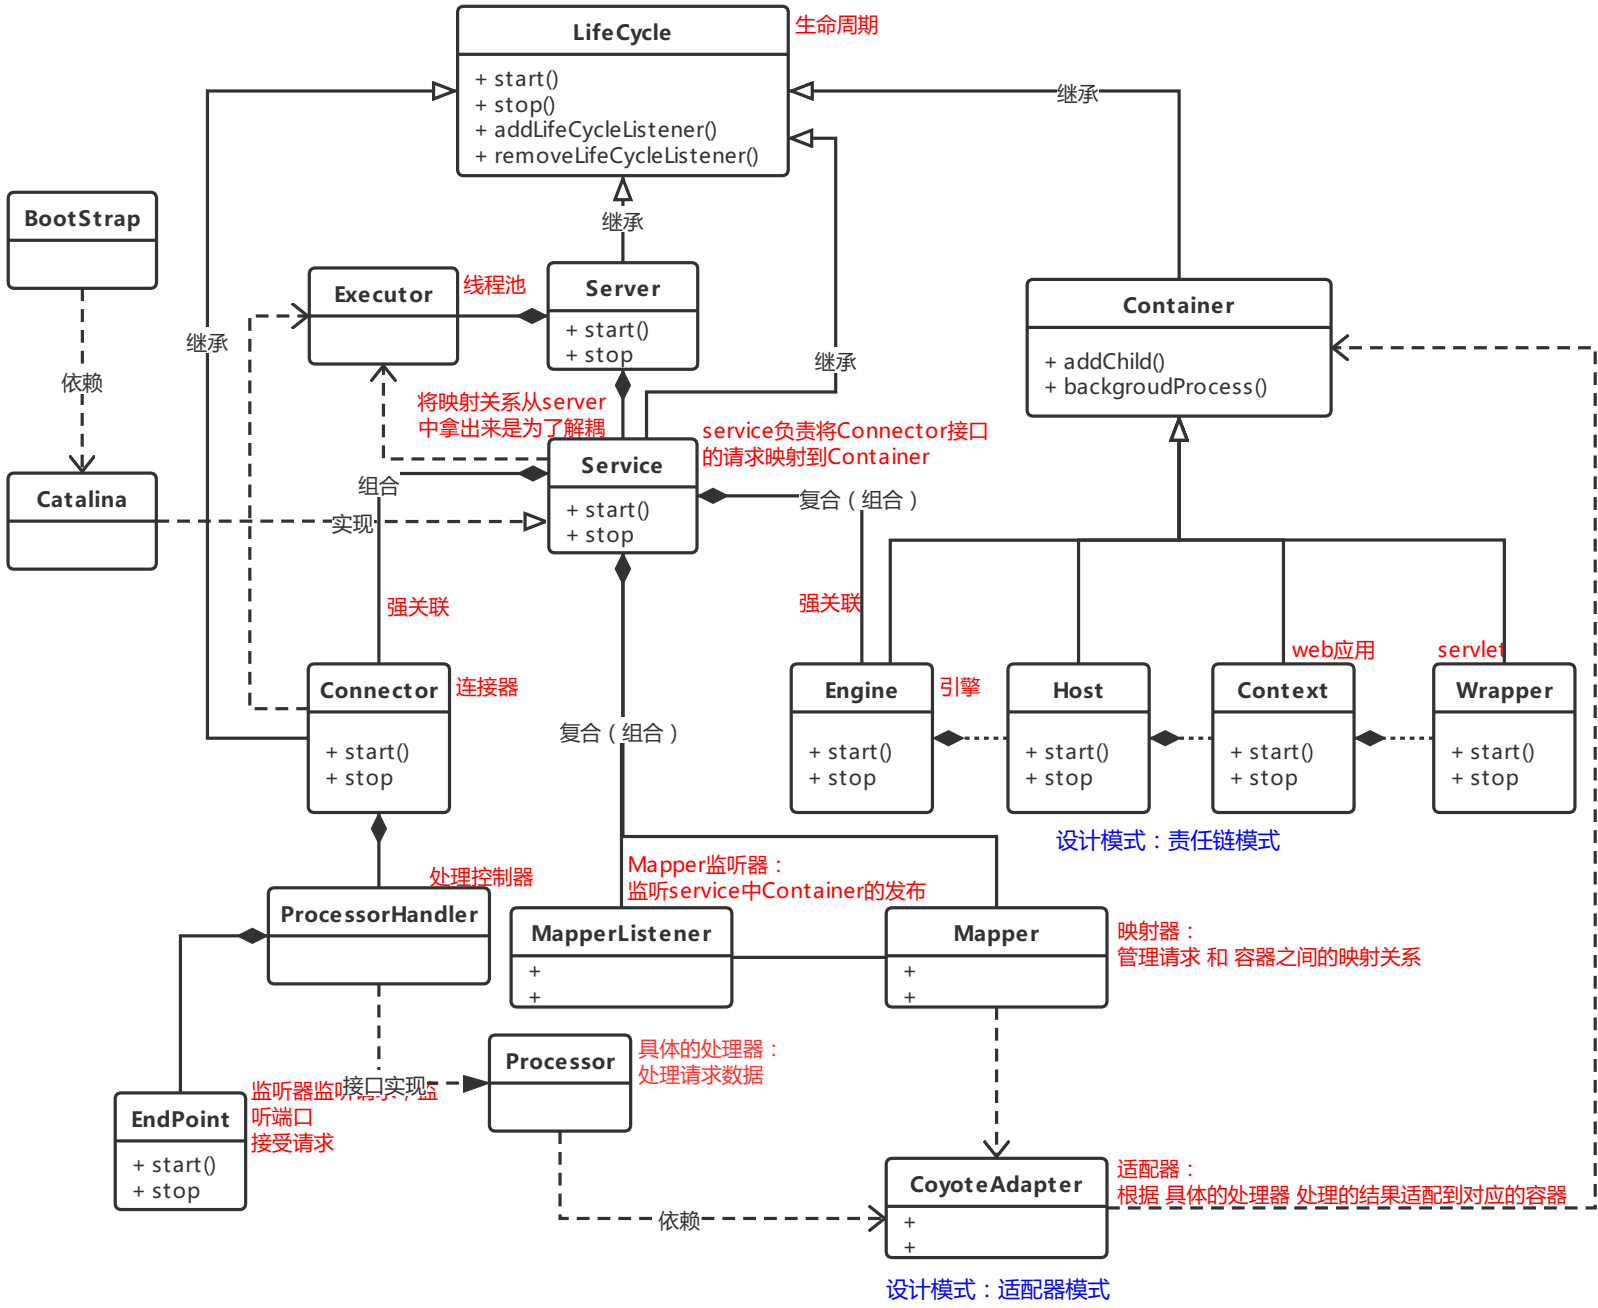 LifeCycle
生命周期
+ start()
+ stop()
+ addLifeCycleListener()
+ removeLifeCycleListener()
继承
继承
继承
继承
BootStrap
依赖
Catalina
实现
Executor
线程池
Server
+ start()
+ stop
将映射关系从server
中拿出来是为了解耦
Service
+ start()
+ stop
service负责将Connector接口
的请求映射到Container
组合
复合（组合）
强关联
强关联
Container
+ addChild()
+ backgroudProcess()
web应用
servlet
Connector
连接器
+ start()
+ stop
Engine
引擎
+ start()
+ stop
Host
+ start()
+ stop
Context
+ start()
+ stop
Wrapper
+ start()
+ stop
复合（组合）
设计模式：责任链模式
处理控制器
ProcessorHandler
Mapper监听器：
监听service中Container的发布
MapperListener
+
+
Mapper
+
+
映射器：
管理请求 和 容器之间的映射关系
接口实现
Processor
具体的处理器：
处理请求数据
EndPoint
+ start()
+ stop
监听器监听
听端口
接受请求
依赖
CoyoteAdapter
+
+
适配器：
根据 具体的处理器 处理的结果适配到对应的容器
设计模式：适配器模式